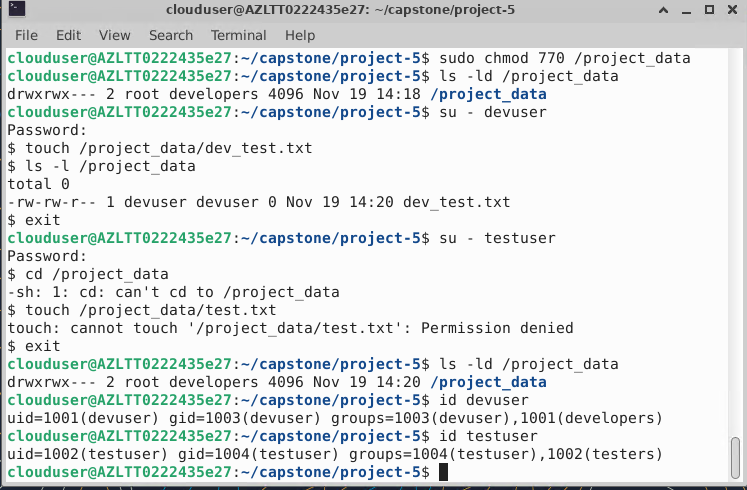 clouduser@AZLTT0222435e27: ~/capstone/project-5
File Edit View Search Terminal Help
clouduser@AZLTT0222435e27:~/capstone/project-5$ sudo chmod 770 /project_data
clouduser@AZLTT0222435e27:~/capstone/project-5$ ls -ld /project_data
drwxrwx--- 2 root developers 4096 Nov 19 14:18 /project_data
clouduser@AZLTT0222435e27:~/capstone/project-5$ su - devuser
Password:
$ touch /project_data/dev_test.txt
$ ls -l /project_data
total 0
-rw-rw-r-- 1 devuser devuser 0 Nov 19 14:20 dev_test.txt
$ exit
clouduser@AZLTT0222435e27:~/capstone/project-5$ su - testuser
Password:
$ cd /project_data
-sh: 1: cd: can't cd to /project_data
$ touch /project_data/test.txt
touch: cannot touch '/project_data/test.txt': Permission denied
$ exit
clouduser@AZLTT0222435e27:~/capstone/project-5$ ls -ld /project_data
drwxrwx--- 2 root developers 4096 Nov 19 14:20 /project_data
clouduser@AZLTT0222435e27:~/capstone/project-5$ id devuser
uid=1001(devuser) gid=1003(devuser) groups=1003(devuser),1001(developers)
clouduser@AZLTT0222435e27:~/capstone/project-5$ id testuser
uid=1002(testuser) gid=1004(testuser) groups=1004(testuser),1002(testers)
clouduser@AZLTT0222435e27:~/capstone/project-5$